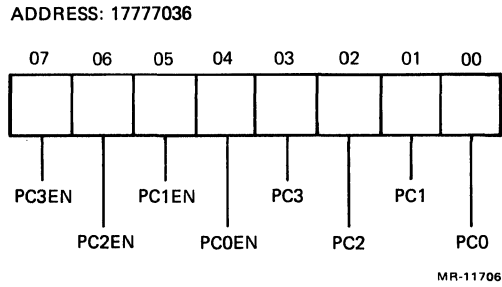 ADDRESS: 17777036
07 06 05 04 03 02 01 00
PC3EN PC1EN PC3 PC1
PC2EN PC0EN PC2 PC0
MR-11706